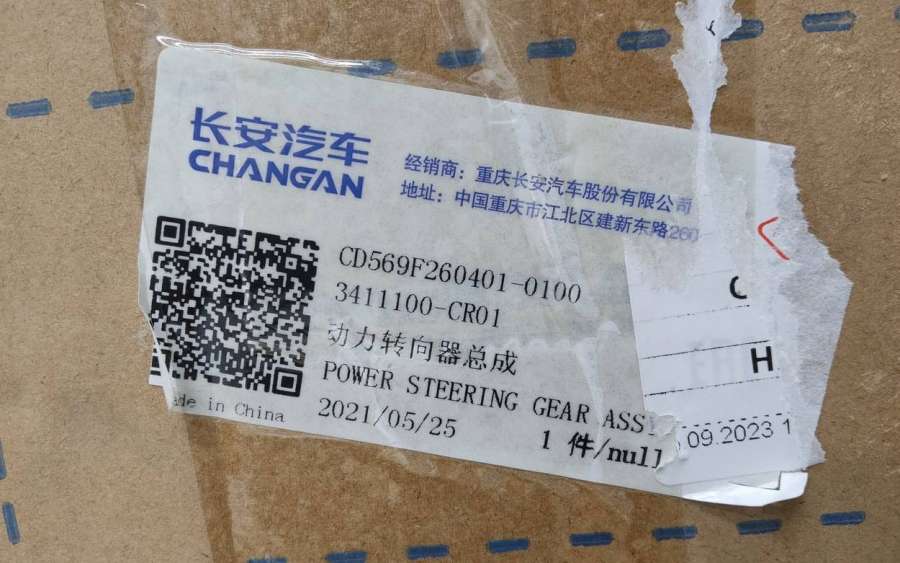 长安汽车
CHANGAN
经销商：重庆长安汽车股份有限公司
地址：中国重庆市江北区建新东路260
CD569F260401-0100
3411100-CR01
动力转向器总成
POWER STEERING GEAR ASS
Made in China
2021/05/25
1 件/null
C
H
09.2023 1